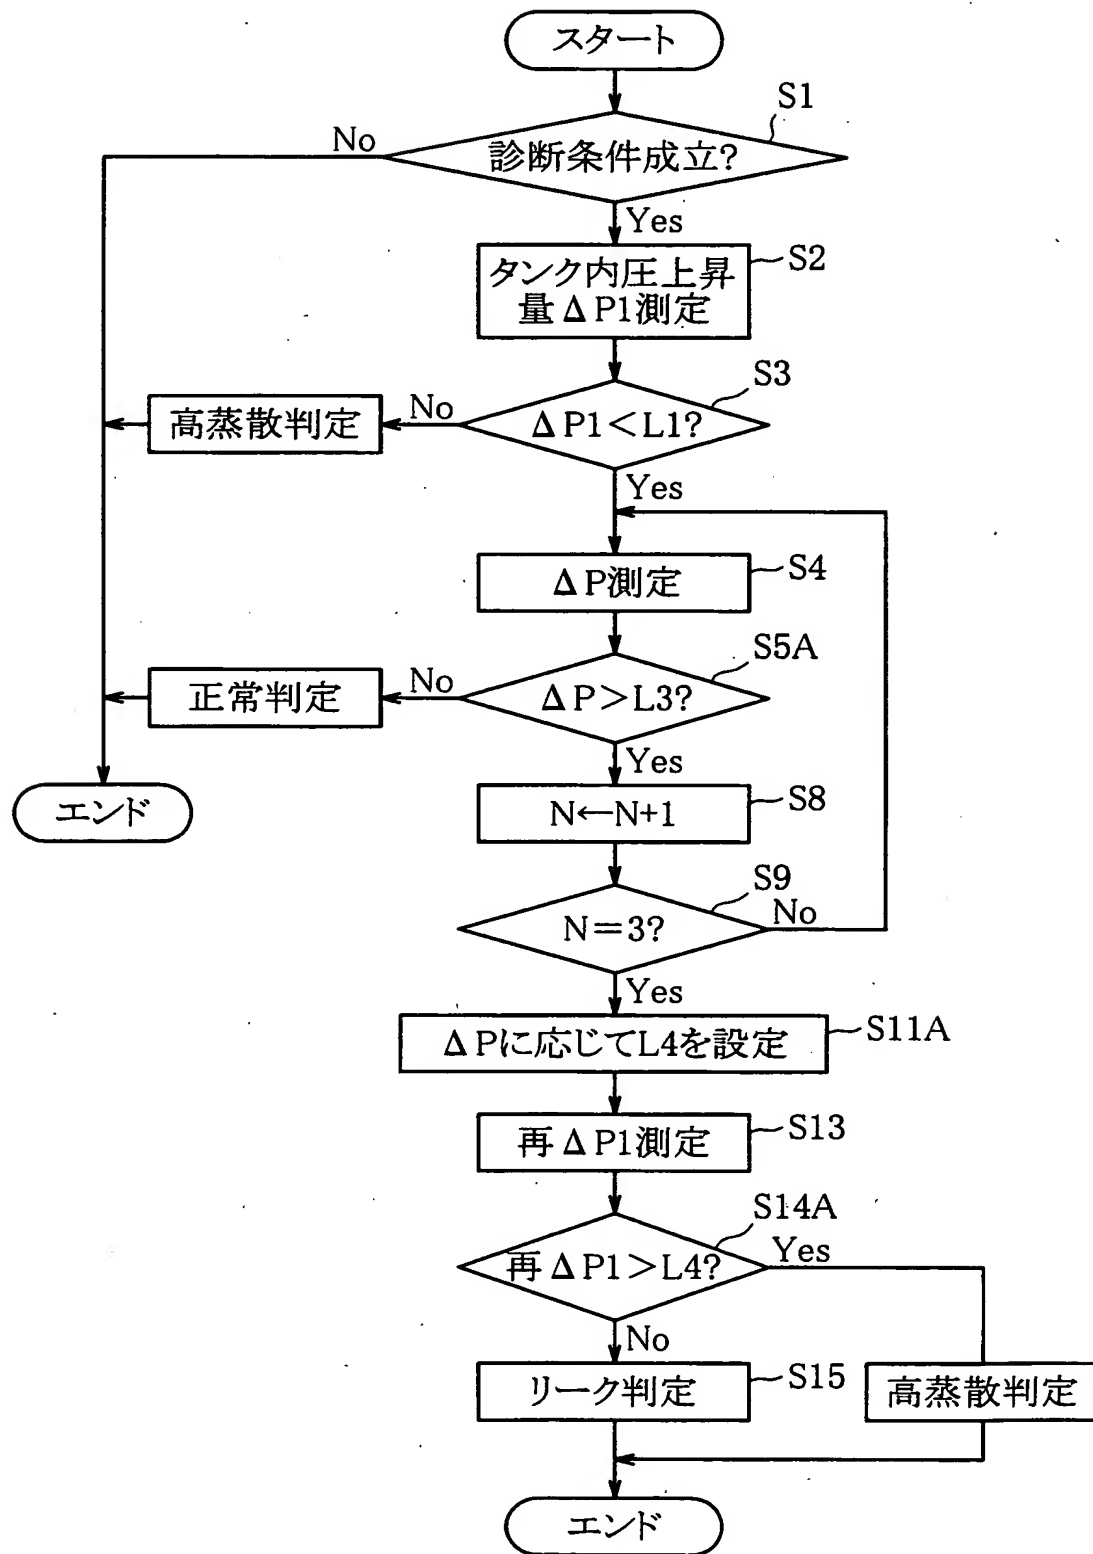 スタート
S1
診断条件成立?
No
Yes
S2
タンク内圧上昇
量ΔP1測定
S3
ΔP1<L1?
No
高蒸散判定
Yes
S4
ΔP測定
S5A
ΔP>L3?
No
正常判定
Yes
エンド
S8
N←N+1
S9
N=3?
No
Yes
S11A
ΔPに応じてL4を設定
S13
再ΔP1測定
S14A
再ΔP1>L4?
Yes
No
S15
リーク判定
高蒸散判定
エンド